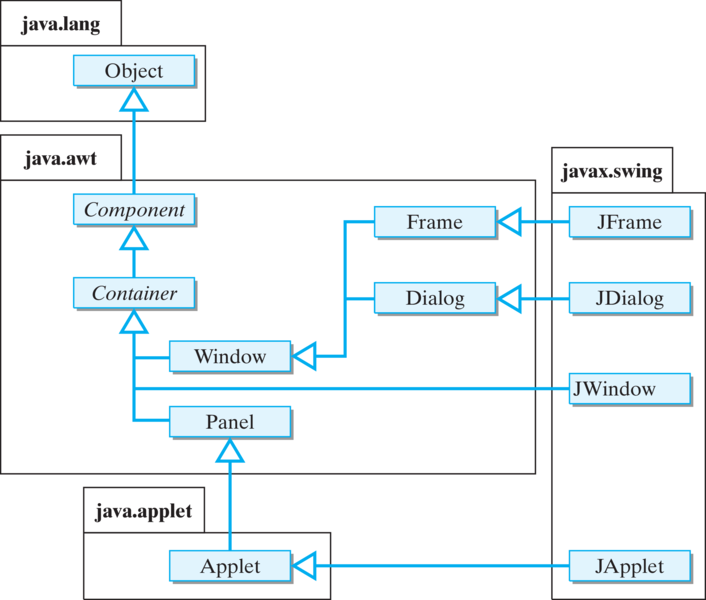 java.lang
Object
java.awt
javax.swing
Component
Frame
JFrame
Container
Dialog
JDialog
Window
JWindow
Panel
java.applet
Applet
JApplet